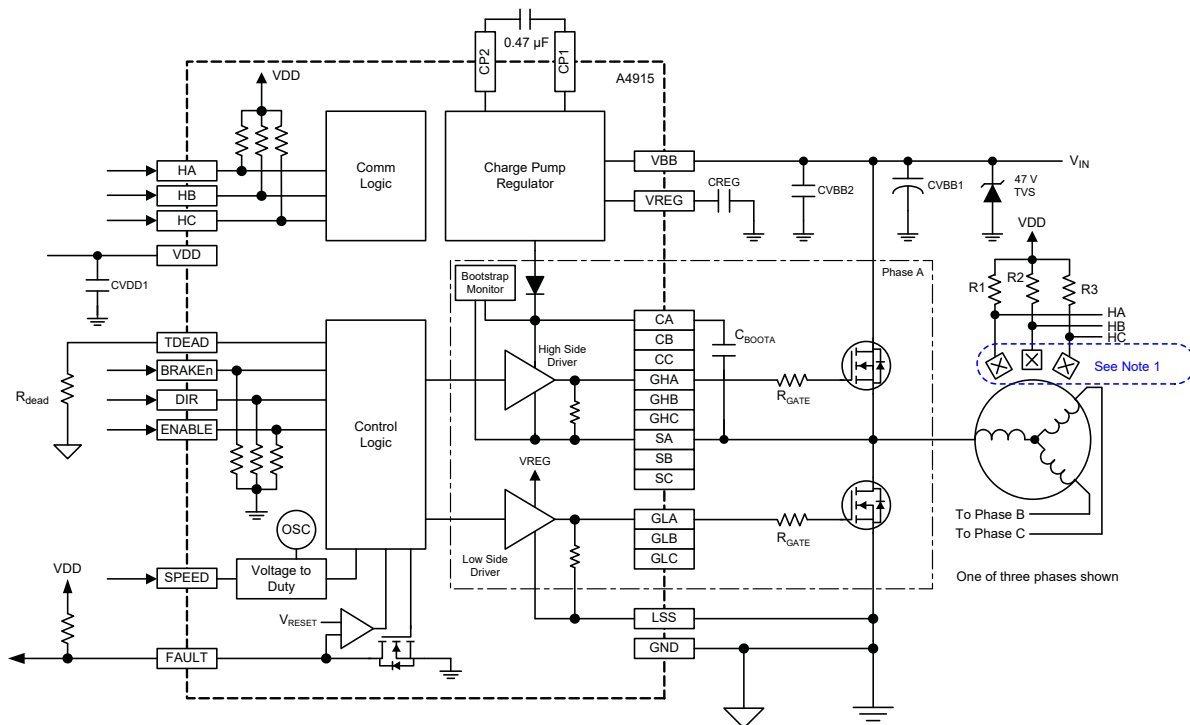 0.47 µF
CP2
CP1
A4915
VDD
HA
HB
HC
VDD
CVDD1
Comm
Logic
Charge Pump
Regulator
VBB
VREG
CREG
CVBB2
CVBB1
47 V
TVS
VIN
VDD
R1
R2
R3
HA
HB
HC
See Note 1
Phase A
Bootstrap
Monitor
CA
CB
CC
GHA
GHB
GHC
SA
SB
SC
CBOOTA
High Side
Driver
RGATE
TDEAD
BRAKEn
DIR
ENABLE
Rdead
Control
Logic
VREG
Low Side
Driver
GLA
GLB
GLC
RGATE
To Phase B
To Phase C
One of three phases shown
OSC
SPEED
Voltage to
Duty
VDD
VRESET
FAULT
LSS
GND